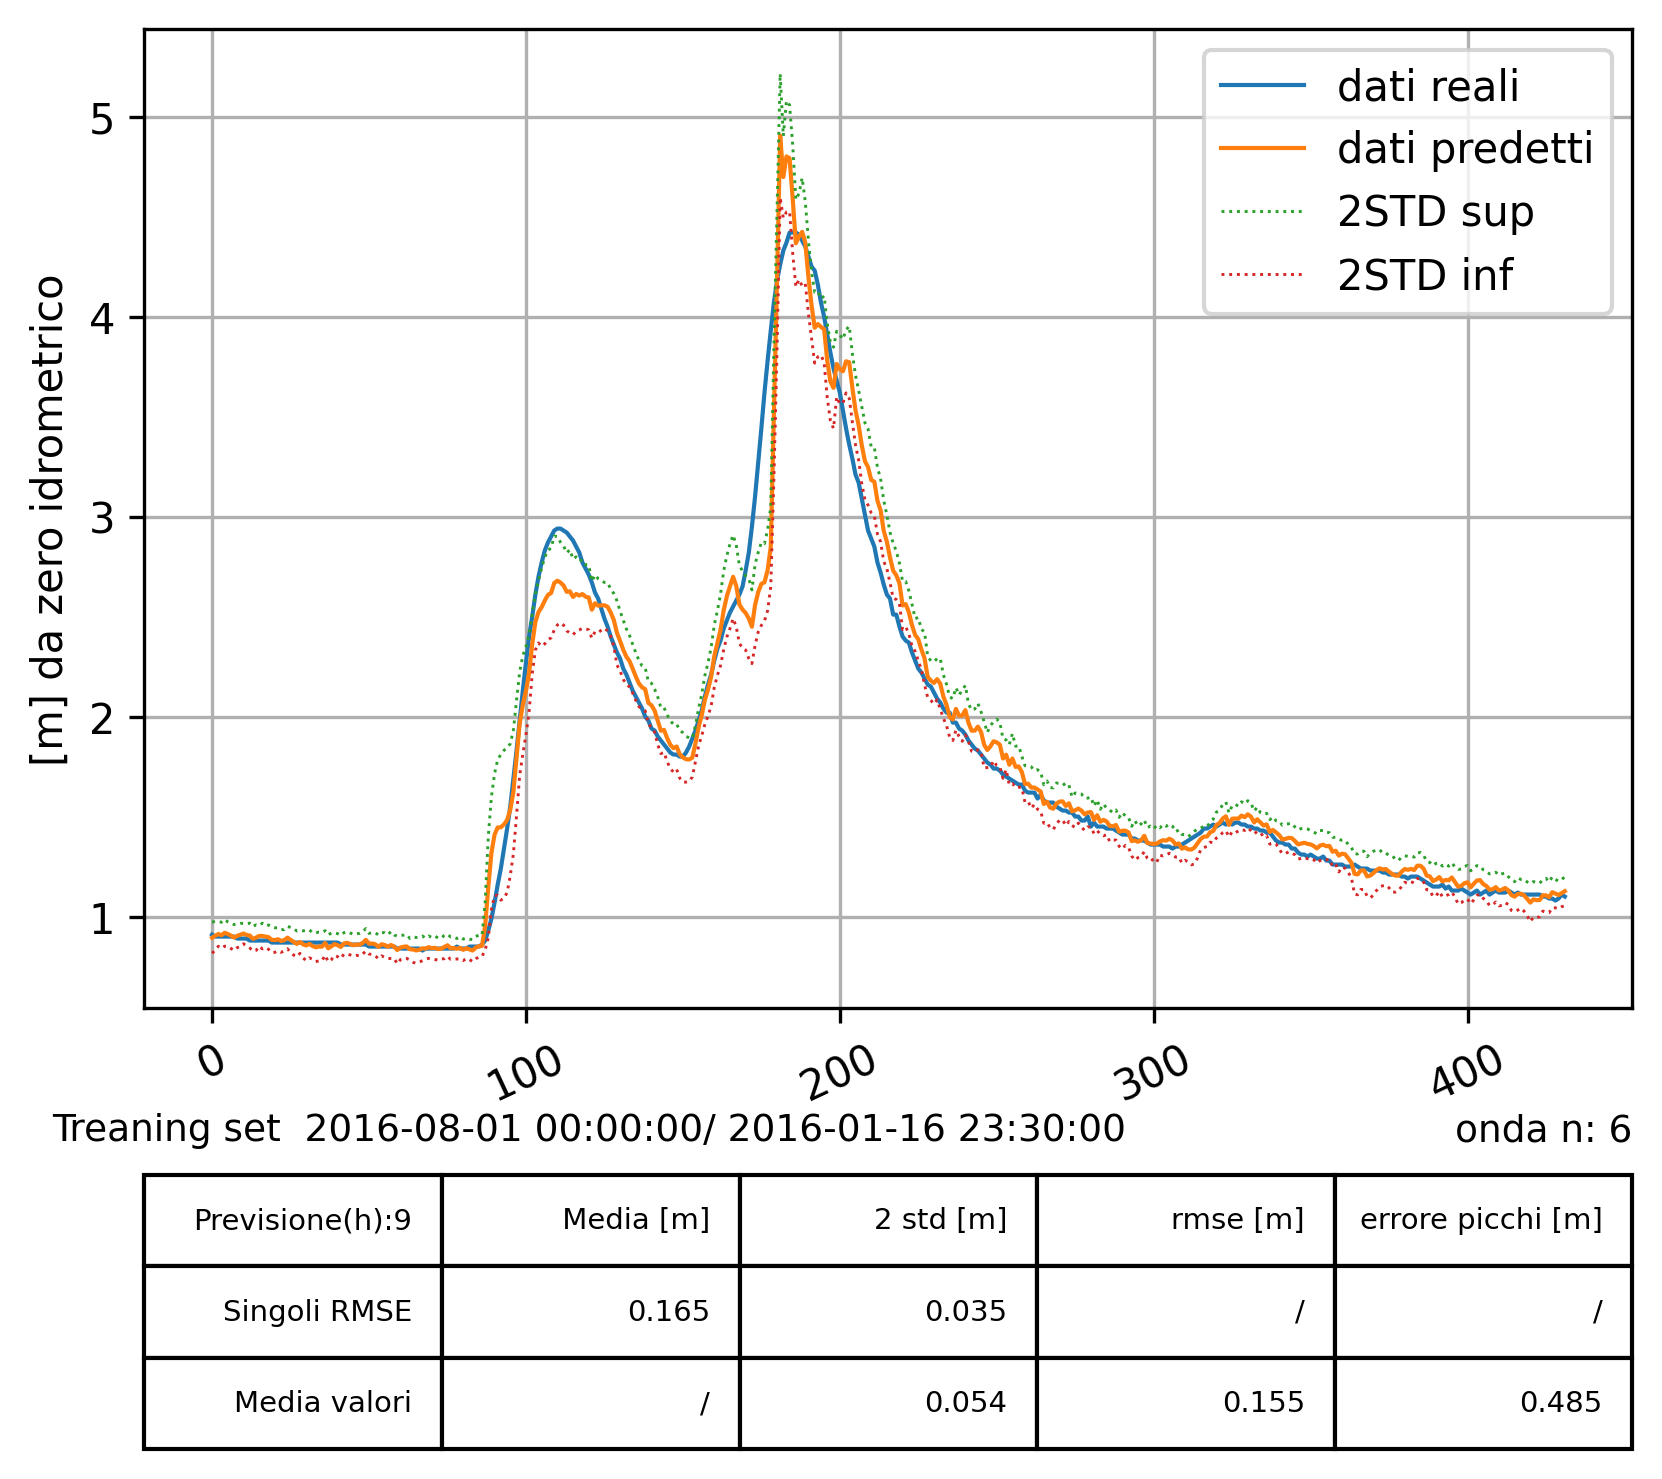 dati reali
dati predetti
2STD sup
2STD inf
[m] da zero idrometrico
5
4
3
2
1
0 100 200 300 400
Treaning set  2016-08-01 00:00:00/ 2016-01-16 23:30:00 onda n: 6
Previsione(h):9 Media [m] 2 std [m] rmse [m] errore picchi [m]
Singoli RMSE 0.165 0.035 / /
Media valori / 0.054 0.155 0.485